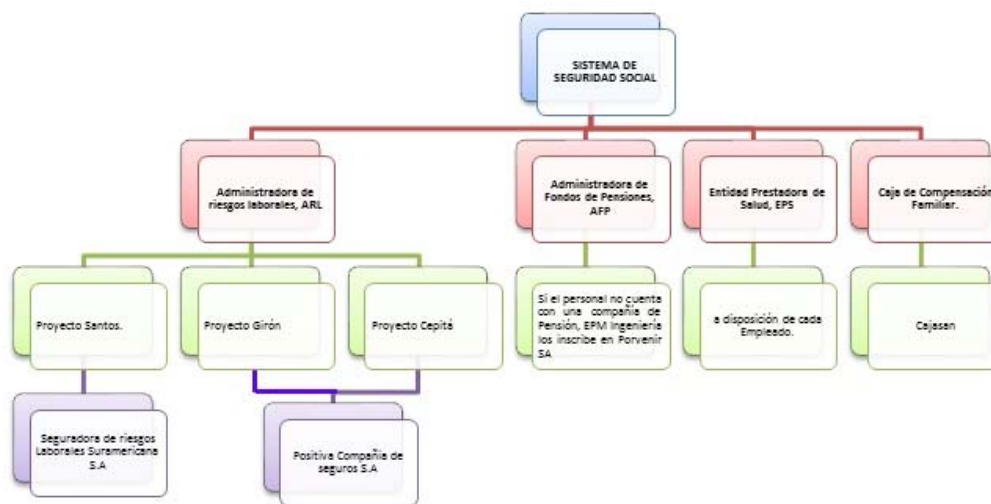 SISTEMA DE
SEGURIDAD SOCIAL
Administradora de
riesgos laborales, ARL
Administradora de
Fondos de Pensiones,
AFP
Entidad Prestadora de
Salud, EPS
Caja de Compensación
Familiar.
Proyecto Santos.
Proyecto Girón
Proyecto Cepitá
Si el personal no cuenta
con una compañía de
Pensión, EPM Ingeniería
los inscribe en Porvenir
SA
a disposición de cada
Empleado.
Cajasan
Seguradora de riesgos
Laborales Suramericana
S.A
Positiva Compañía de
seguros S.A